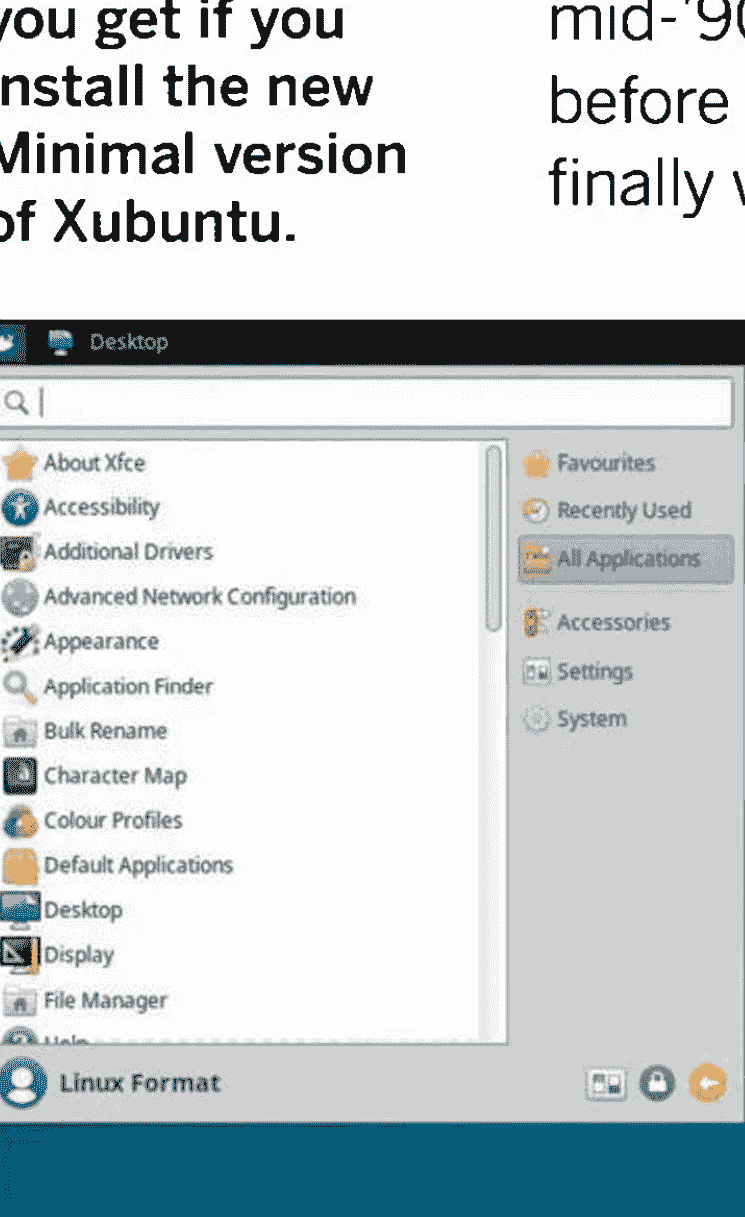 you get if you
install the new
Minimal version
of Xubuntu.
mid-'90
before
finally
Desktop
About Xfce
Accessibility
Additional Drivers
Advanced Network Configuration
Appearance
Application Finder
Bulk Rename
Character Map
Colour Profiles
Default Applications
Desktop
Display
File Manager
Help
Favourites
Recently Used
All Applications
Accessories
Settings
System
Linux Format